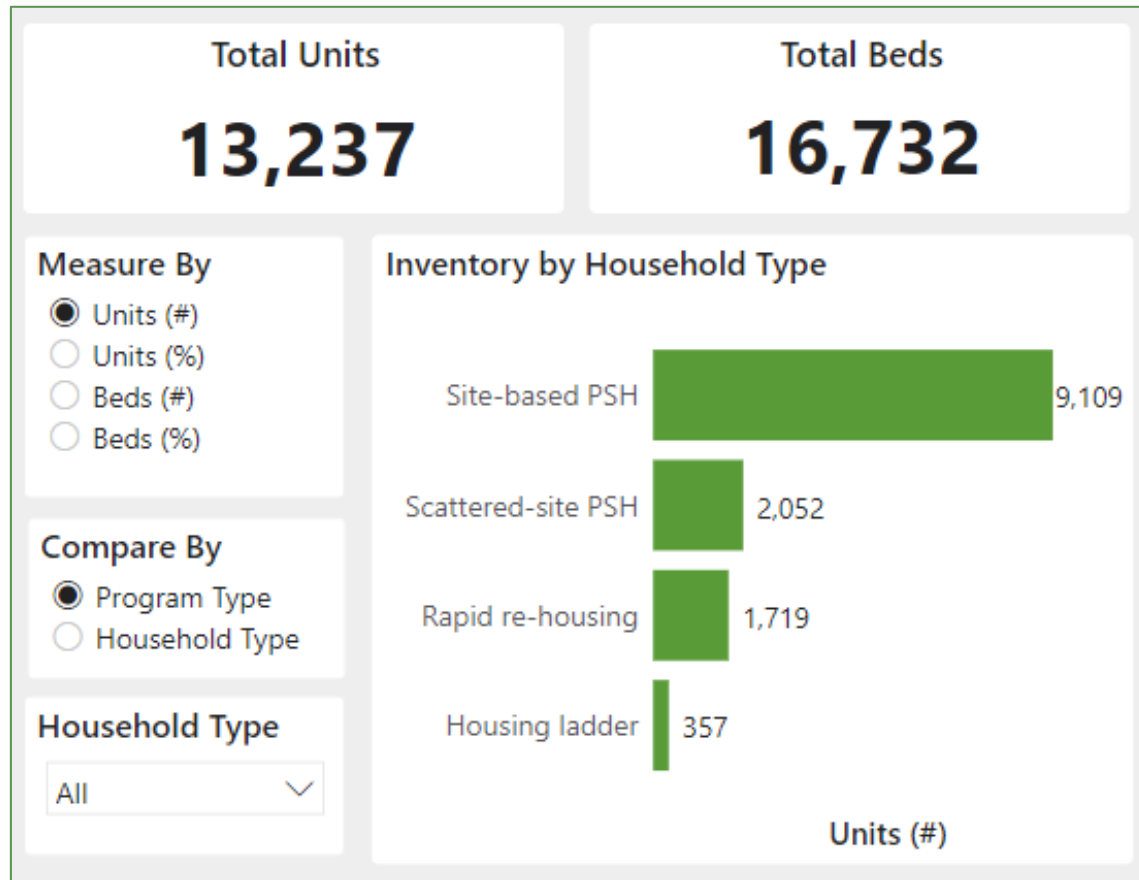 Total Units
13,237
Total Beds
16,732
Measure By
Units (#)
Units (%)
Beds (#)
Beds (%)
Compare By
Program Type
Household Type
Household Type
All
Inventory by Household Type
Site-based PSH 9,109
Scattered-site PSH 2,052
Rapid re-housing 1,719
Housing ladder 357
Units (#)